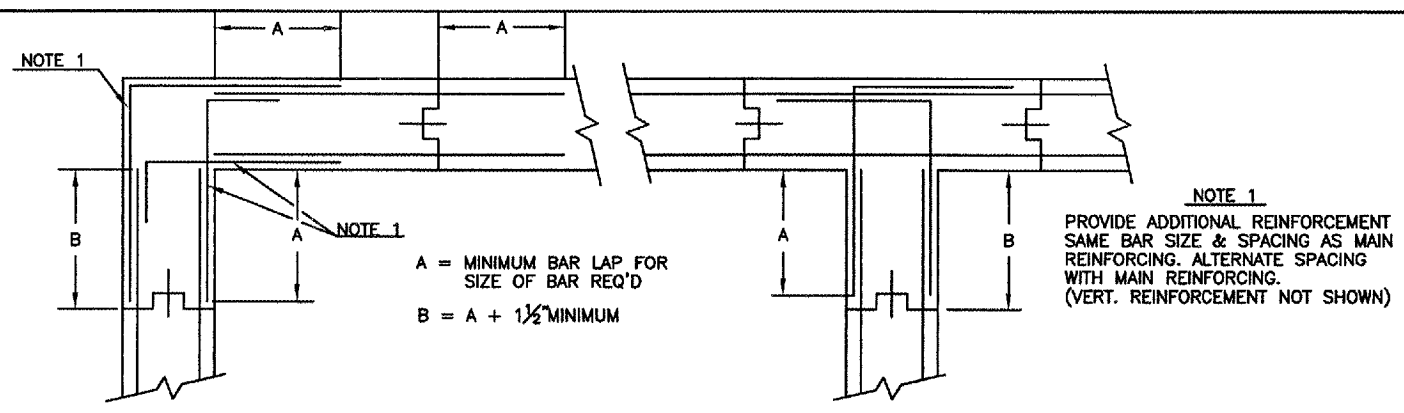 A
A
NOTE 1
B
A
NOTE 1
A = MINIMUM BAR LAP FOR
SIZE OF BAR REQ'D
B = A + 1½" MINIMUM
A
B
NOTE 1
PROVIDE ADDITIONAL REINFORCEMENT
SAME BAR SIZE & SPACING AS MAIN
REINFORCING. ALTERNATE SPACING
WITH MAIN REINFORCING.
(VERT. REINFORCEMENT NOT SHOWN)